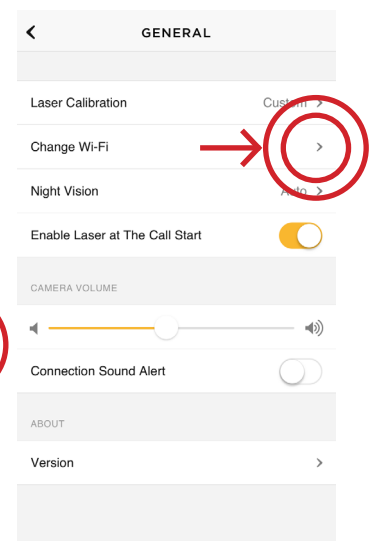 GENERAL
Laser Calibration Custom
Change Wi-Fi
Night Vision Auto
Enable Laser at The Call Start
CAMERA VOLUME
Connection Sound Alert
ABOUT
Version